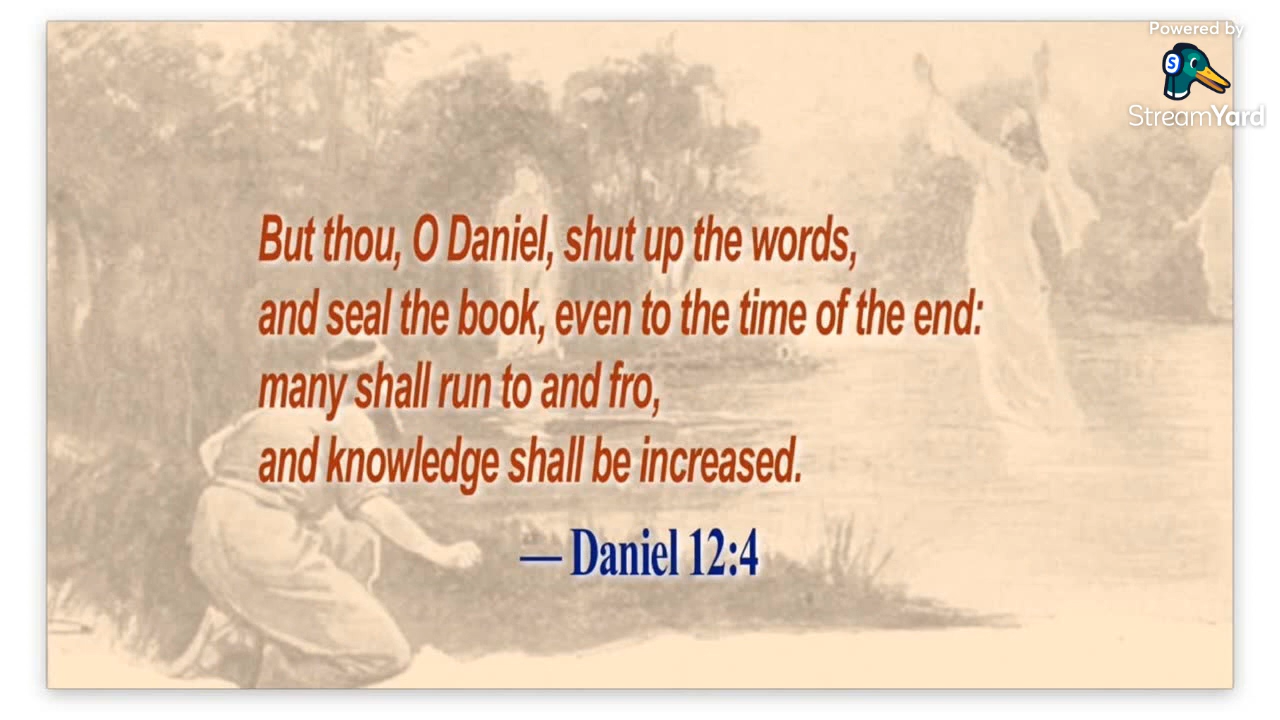 Powered by
S
StreamYard
But thou, O Daniel, shut up the words,
and seal the book, even to the time of the end:
many shall run to and fro,
and knowledge shall be increased.
— Daniel 12:4